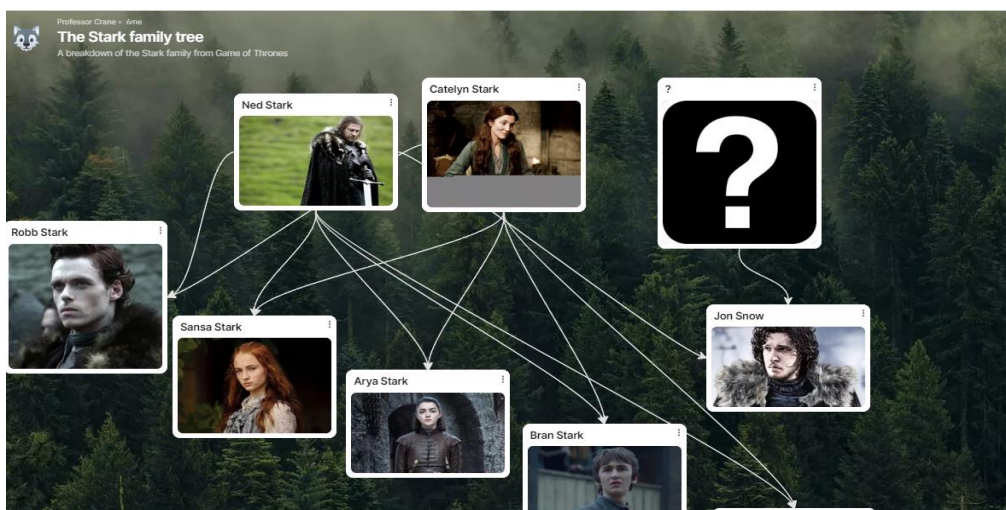 Professor Crane • 6me
The Stark family tree
A breakdown of the Stark family from Game of Thrones
Ned Stark
Catelyn Stark
?
?
Robb Stark
Sansa Stark
Jon Snow
Arya Stark
Bran Stark